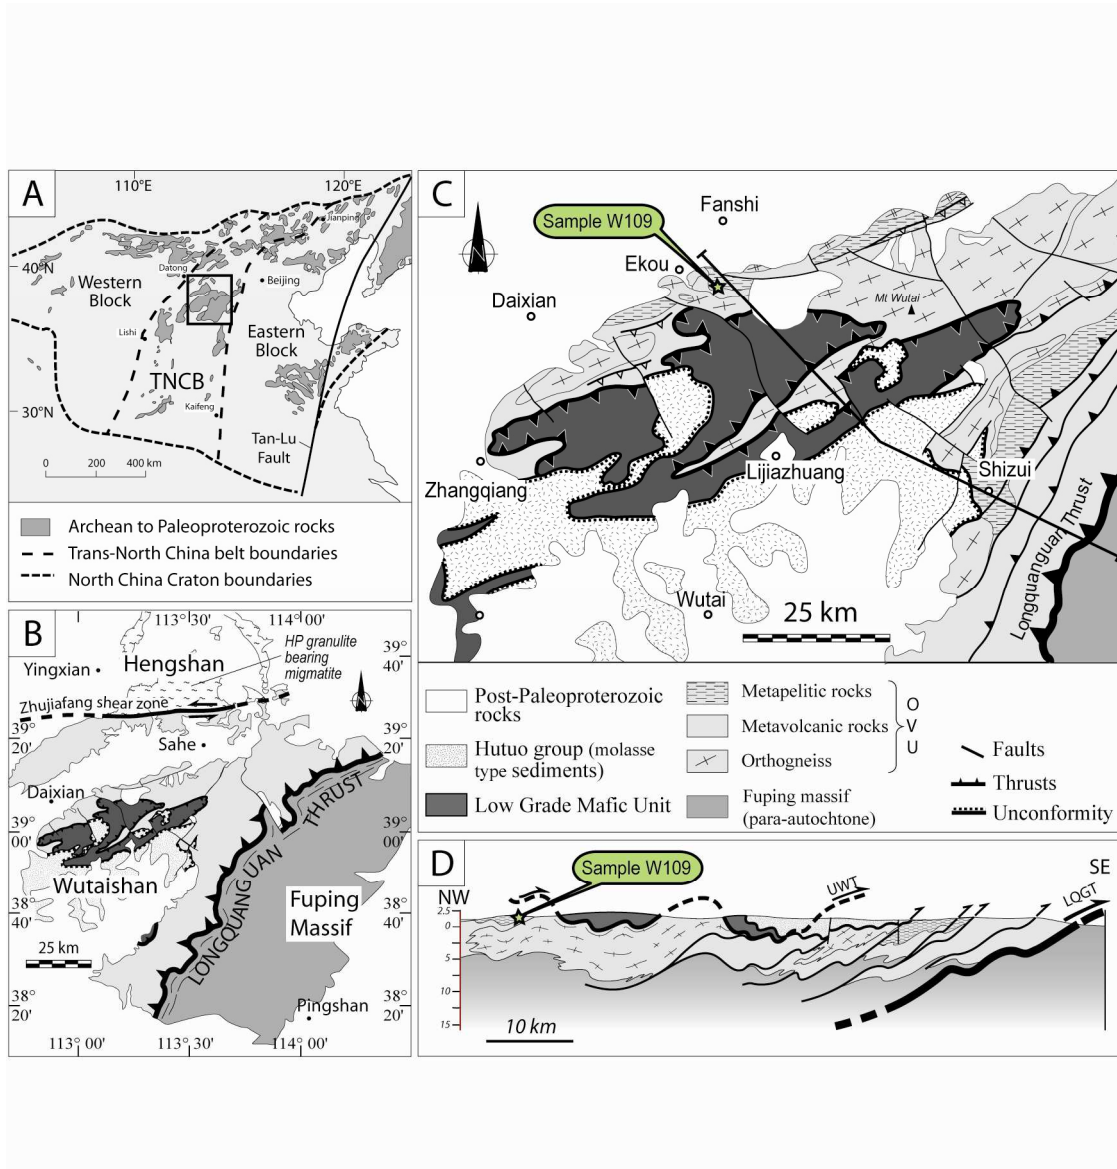 A
110°E
120°E
Jianping
40°N
Datong
Beijing
Western
Block
Lishi
Eastern
Block
TNCB
30°N
Kaifeng
Tan-Lu
Fault
0 200 400 km
Archean to Paleoproterozoic rocks
Trans-North China belt boundaries
North China Craton boundaries
B
113°30'
114°00
HP granulite
bearing
migmatite
39°
40'
Yingxian
Hengshan
Zhujiafang shear zone
N
39°
20'
39°
20'
Sahe
Daixian
THRUST
39°
00'
39°
00'
LONGQUANG UAN
Wutaishan
Fuping
Massif
38°
40'
38°
40'
25 km
38°
20'
38°
20'
Pingshan
113° 00'
113°30'
114°00'
C
Sample W109
Fanshi
N
Ekou
Daixian
Mt Wutai
Zhangqiang
Lijiazhuang
Shizui
Longquanguan Thrust
Wutai
25 km
Post-Paleoproterozoic
rocks
Hutuo group (molasse
type sediments)
Low Grade Mafic Unit
Metapelitic rocks
Metavolcanic rocks
Orthogneiss
O
V
U
Fuping massif
(para-autochtone)
Faults
Thrusts
Unconformity
D
Sample W109
NW
SE
UWT
LQGT
2.5
0
5
10
15
10 km